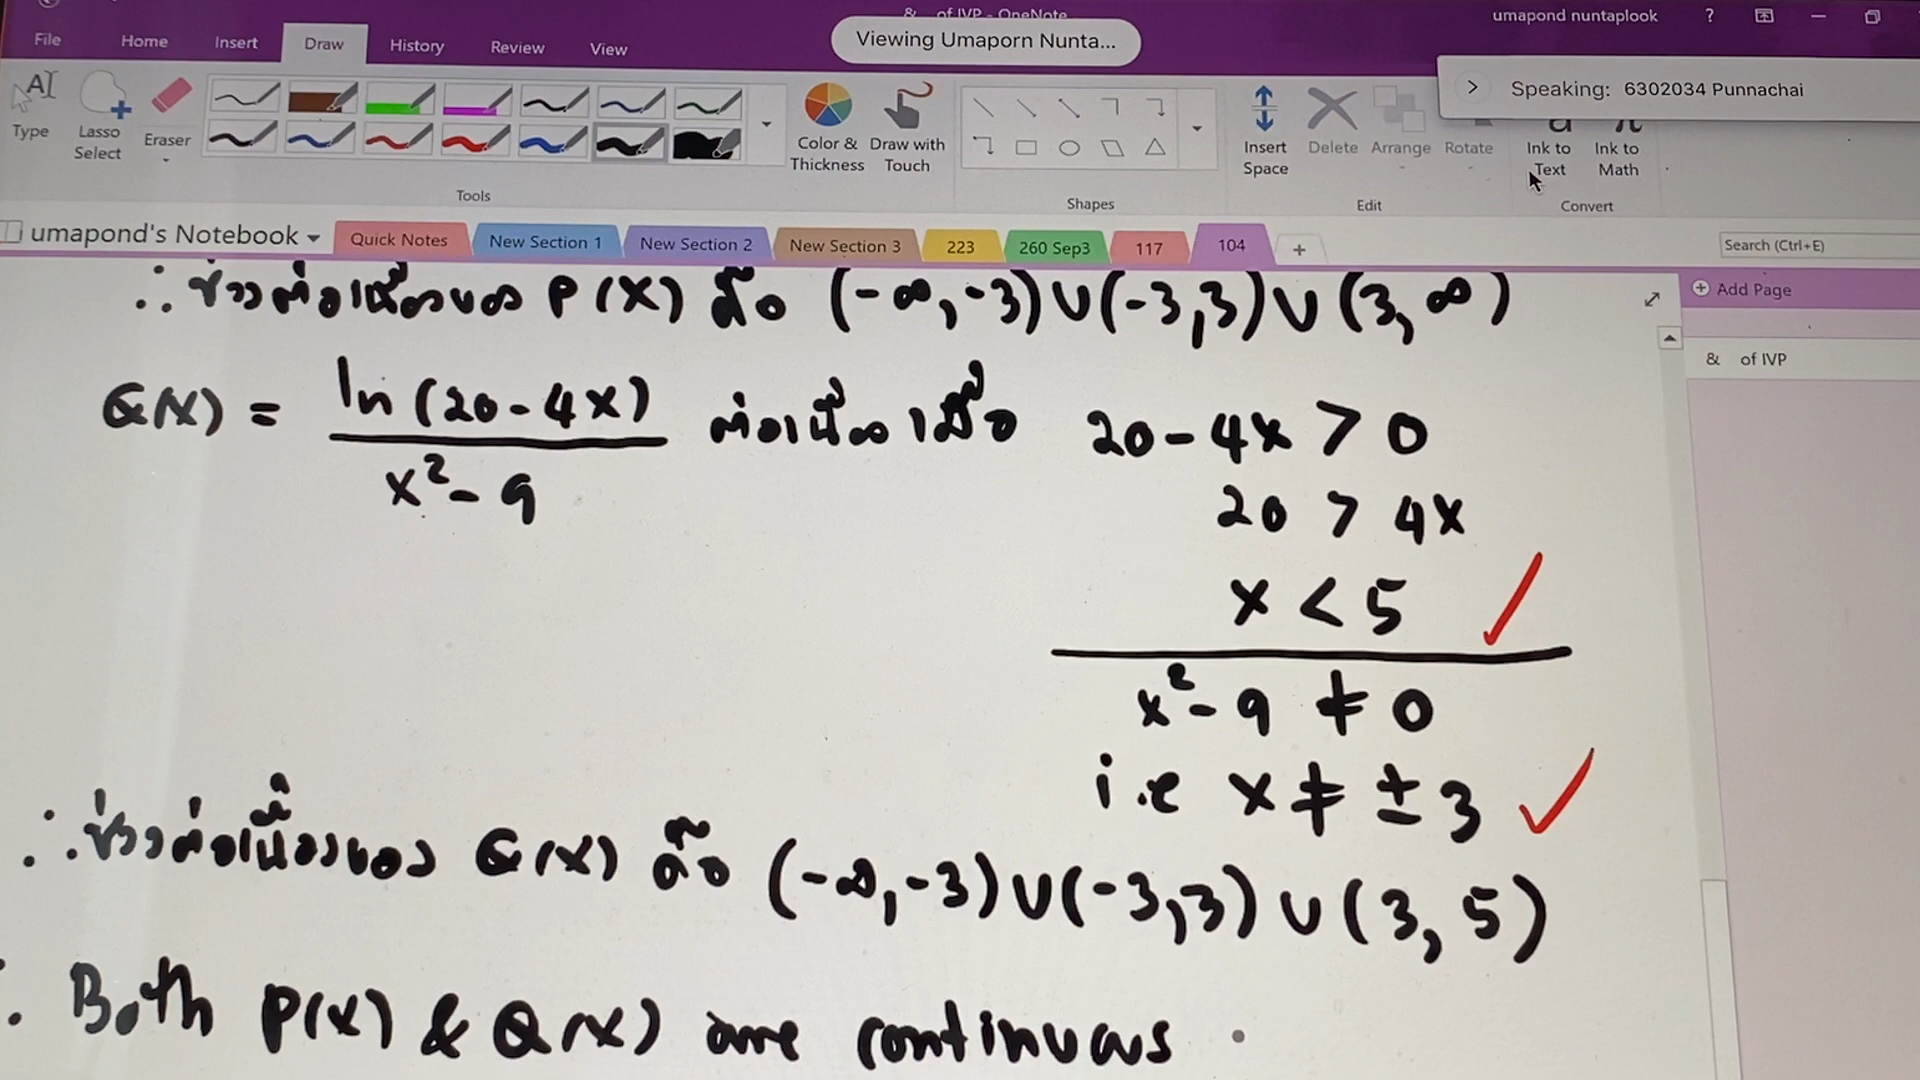 & of IVP - OneNote
umapond nuntaplook ?
Viewing Umaporn Nunta...
File Home Insert Draw History Review View
Speaking: 6302034 Punnachai
Type Lasso Select Eraser Color & Thickness Draw with Touch Insert Space Delete Arrange Rotate Ink to Text Ink to Math
Tools Shapes Edit Convert
umapond's Notebook Quick Notes New Section 1 New Section 2 New Section 3 223 260 Sep3 117 104 +
Search (Ctrl+E)
Add Page
& of IVP
∴ ช่วงต่อเนื่องของ P(x) คือ (-∞,-3)∪(-3,3)∪(3,∞)
Q(x) = ln(20-4x) / x²-9 ต่อเนื่องเมื่อ 20-4x > 0
20 > 4x
x < 5
x²-9 ≠ 0
i.e x ≠ ±3
∴ ช่วงต่อเนื่องของ Q(x) คือ (-∞,-3)∪(-3,3)∪(3,5)
Both P(x) & Q(x) are continuous